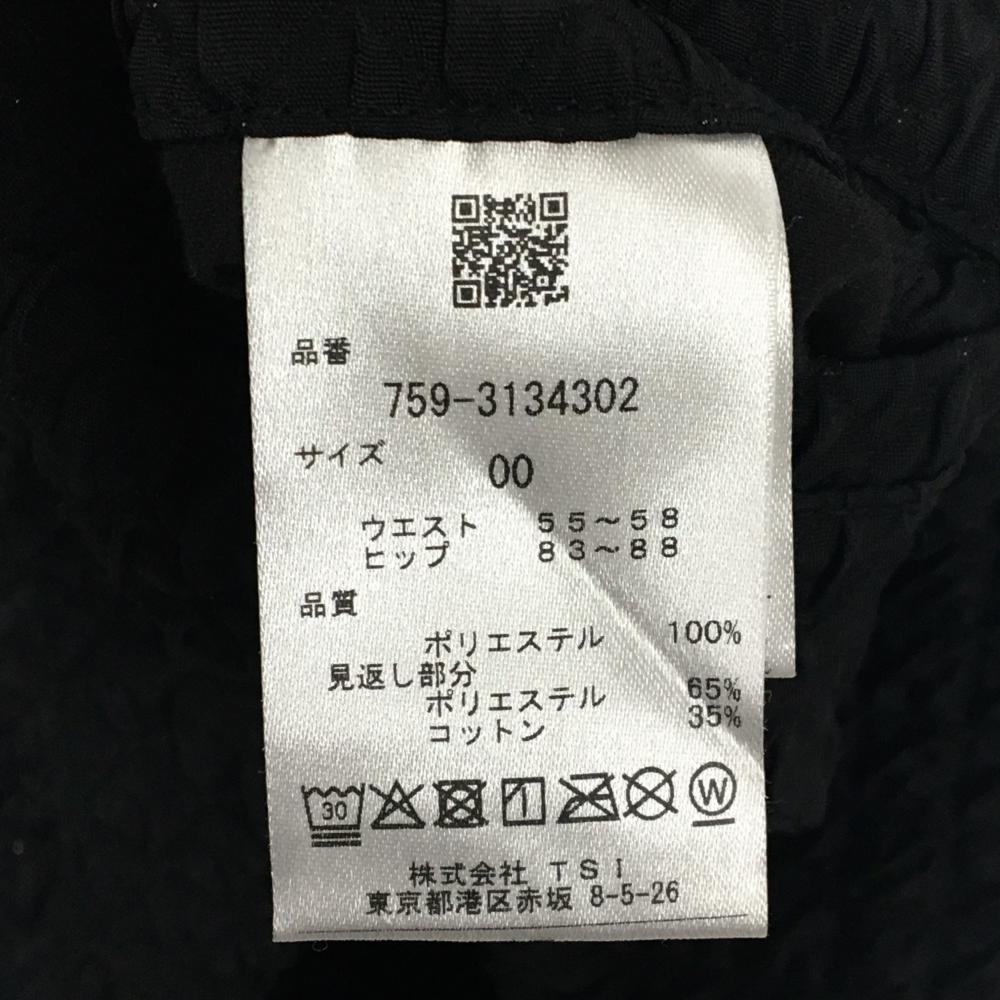 品番
759-3134302
サイズ
00
ウエスト 55~58
ヒップ 83~88
品質
ポリエステル 100%
見返し部分
ポリエステル 65%
コットン 35%
30
W
株式会社 TSI
東京都港区赤坂 8-5-26